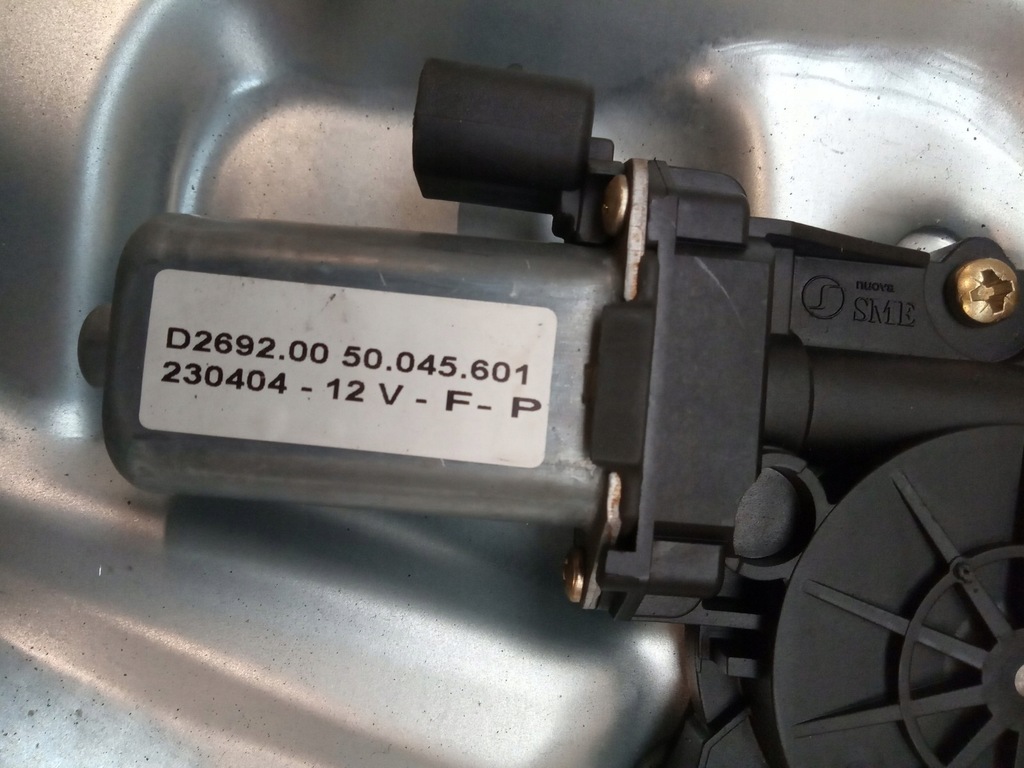 D2692.00 50.045.601
230404 - 12 V - F - P
nuova
SME